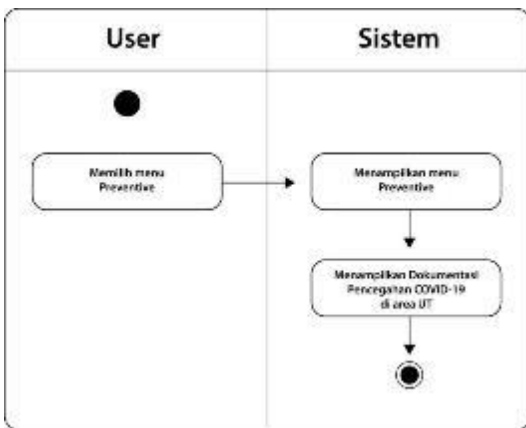 User
Sistem
Memilih menu
Preventive
Menampilkan menu
Preventive
Menampilkan Dokumentasi
Pencegahan COVID-19
di area UT